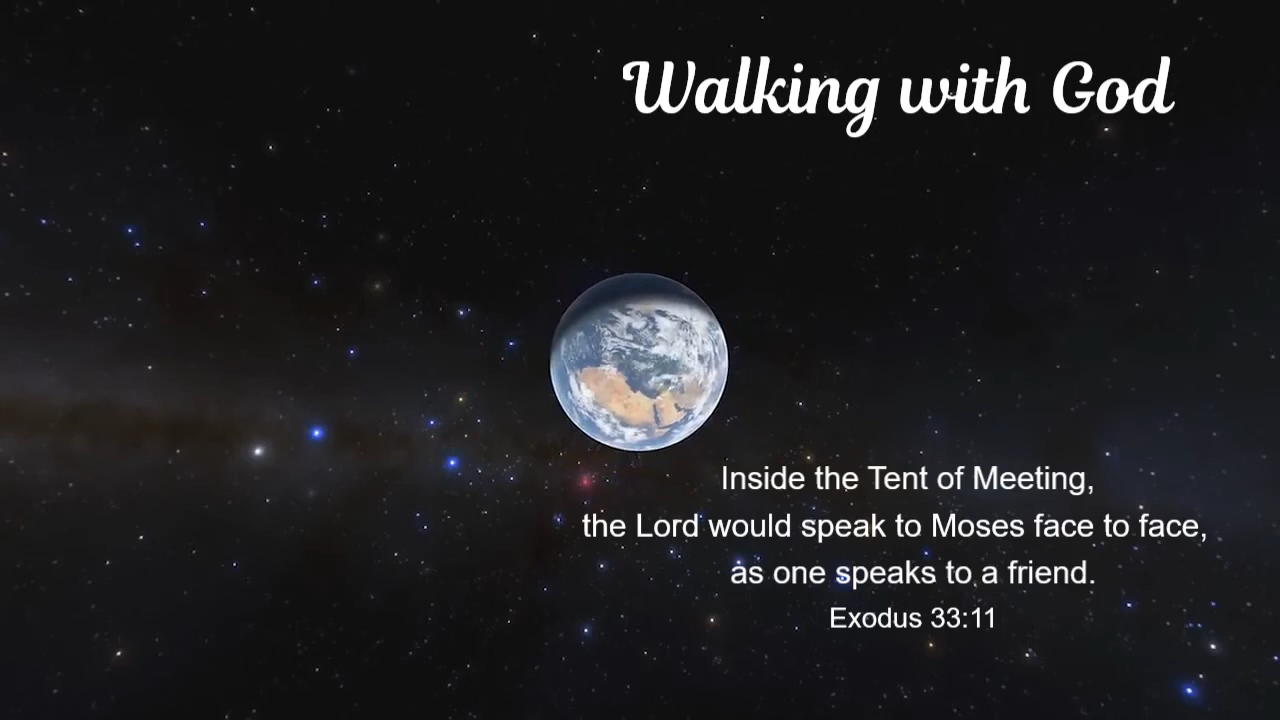 Walking with God
Inside the Tent of Meeting,
the Lord would speak to Moses face to face,
as one speaks to a friend.
Exodus 33:11